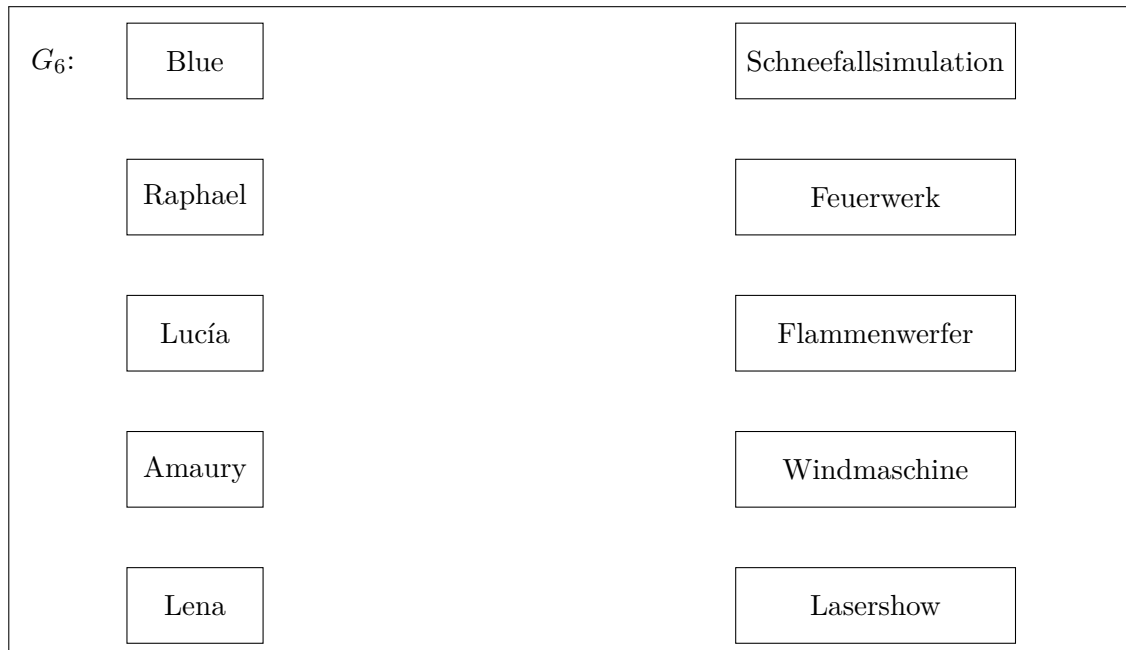 G₆: Blue Schneefallsimulation
Raphael Feuerwerk
Lucía Flammenwerfer
Amaury Windmaschine
Lena Lasershow